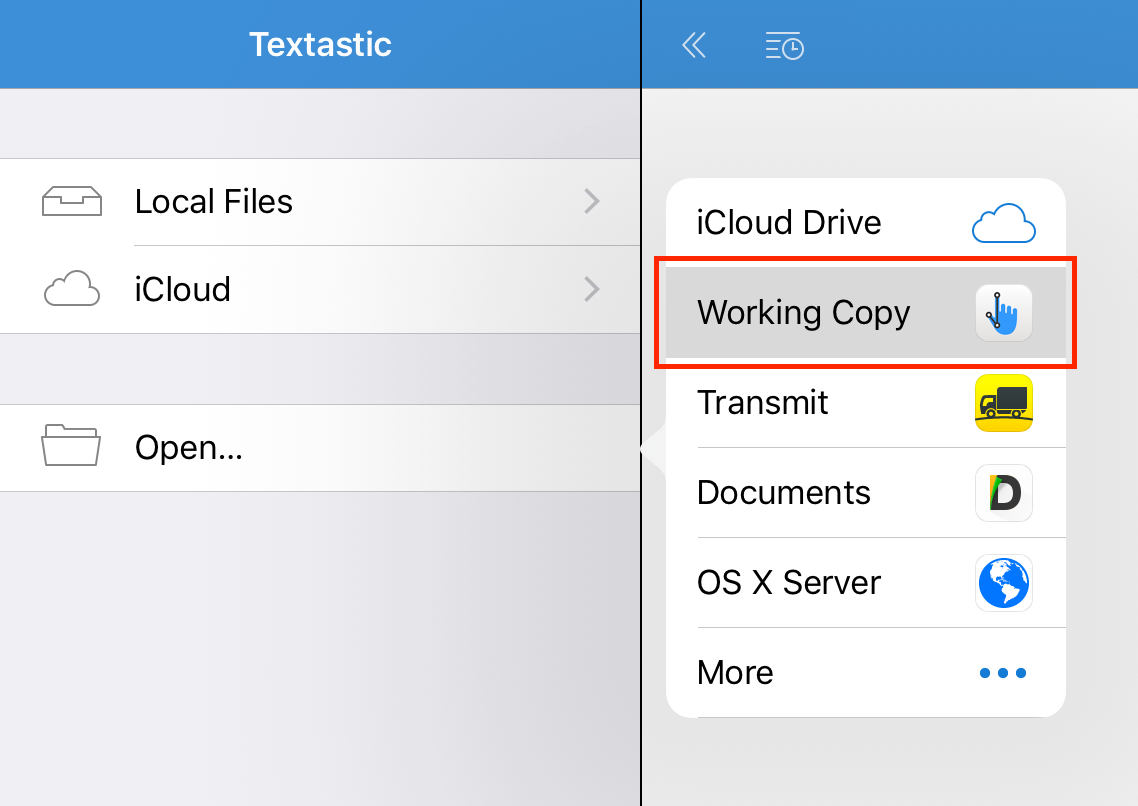 Textastic
Local Files
iCloud
Open...
iCloud Drive
Working Copy
Transmit
Documents
OS X Server
More